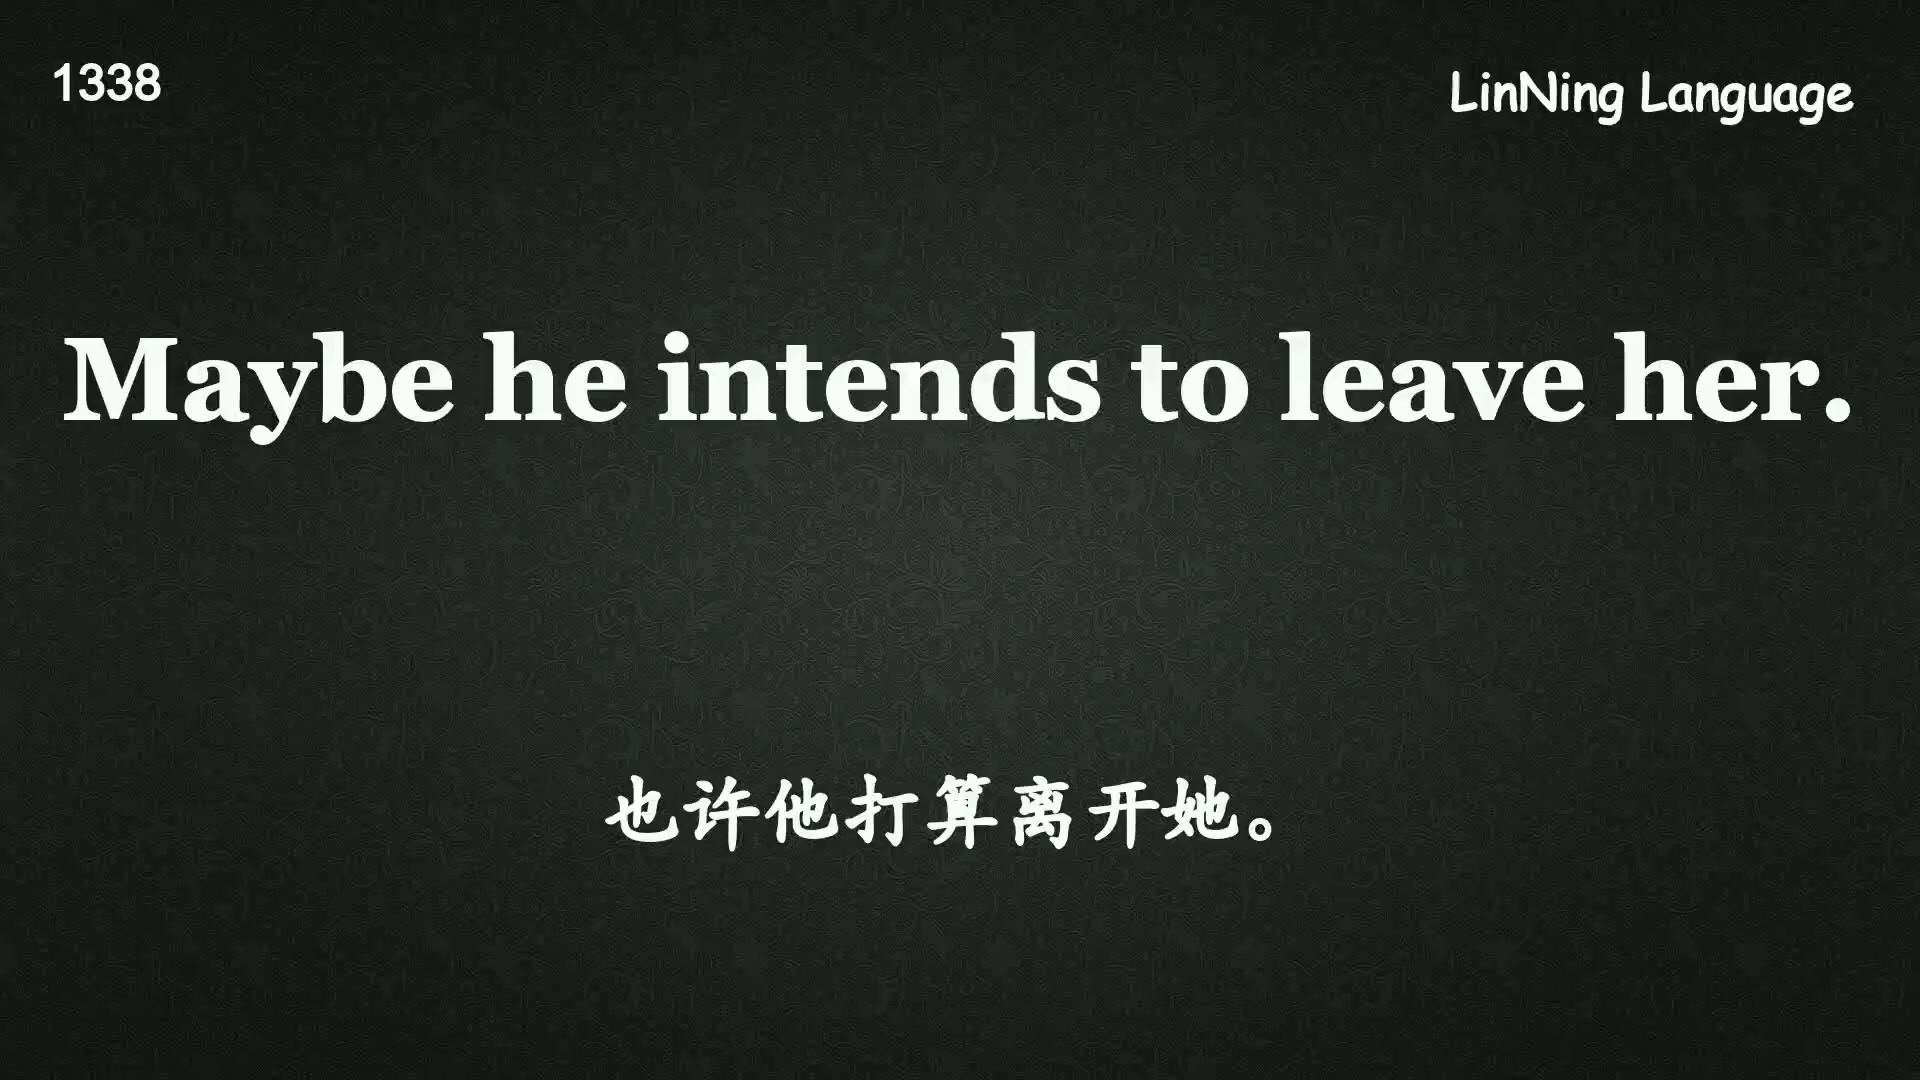 1338
LinNing Language
Maybe he intends to leave her.
也许他打算离开她。